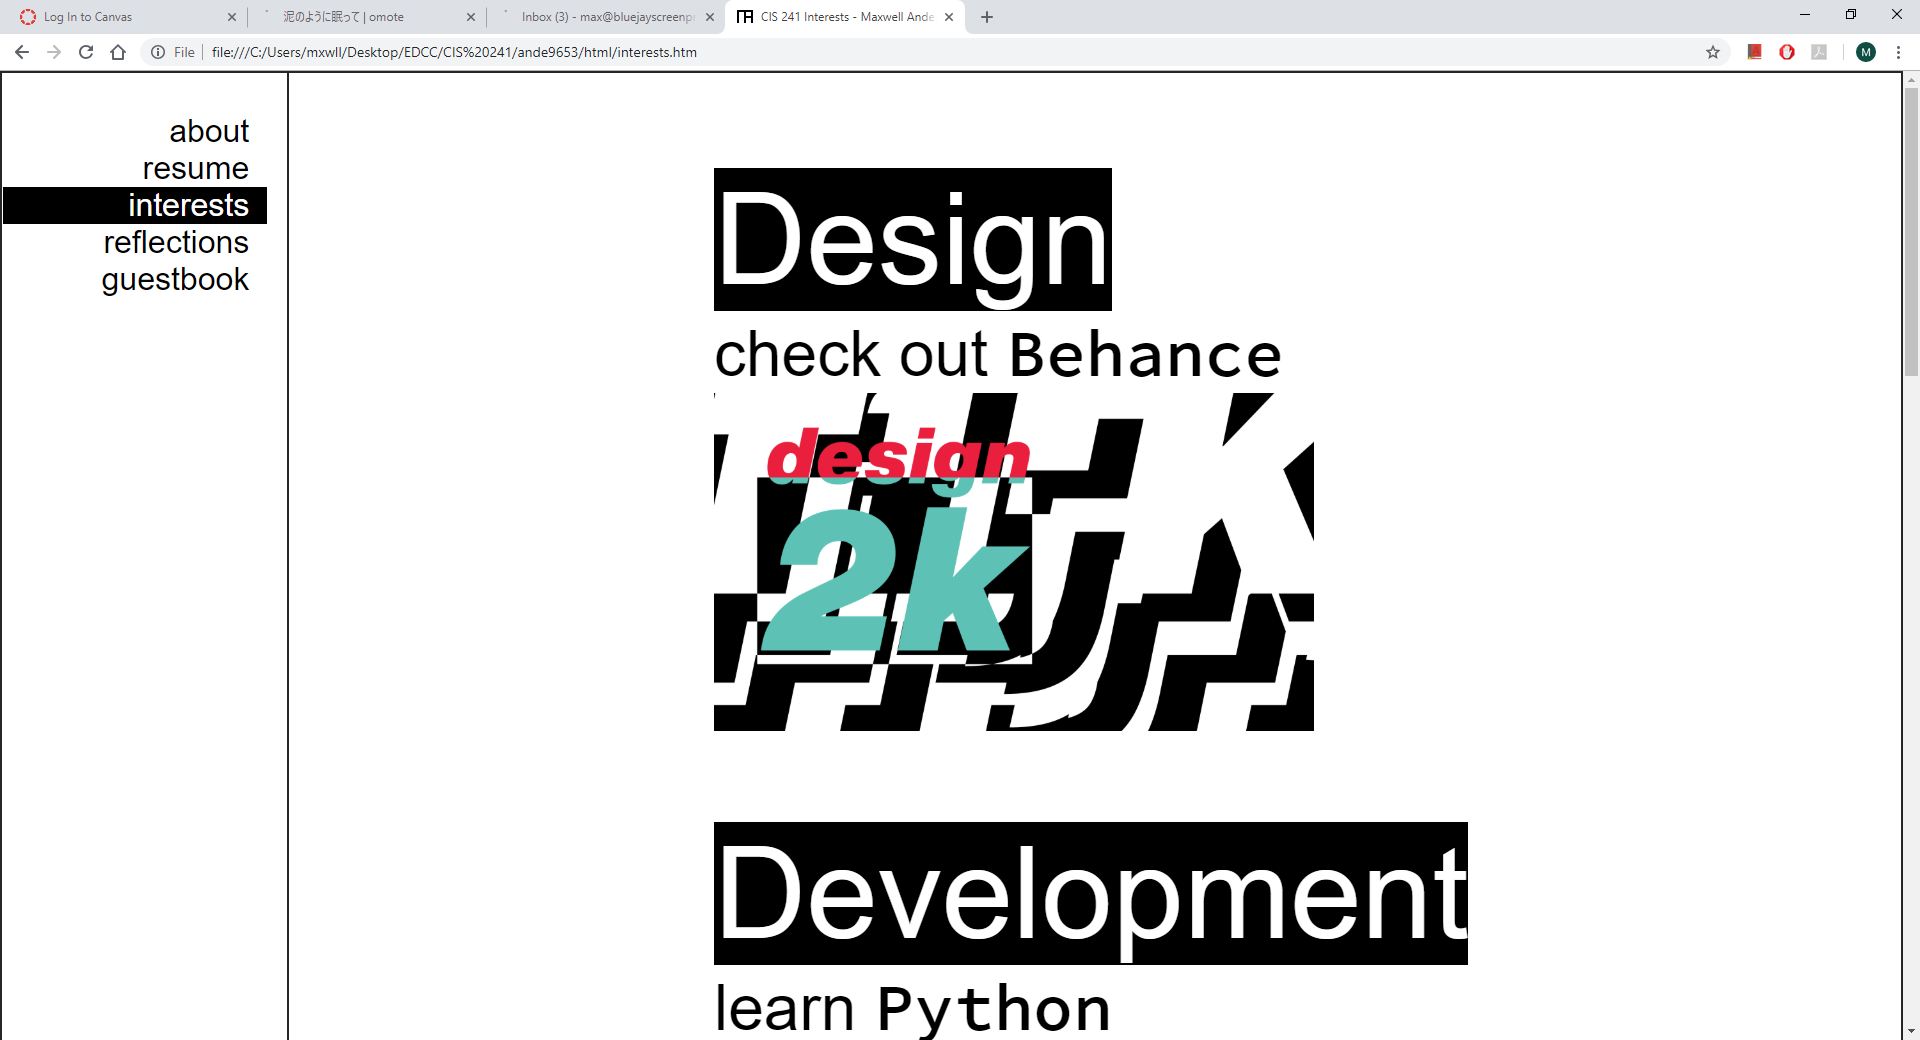 Log In to Canvas
泥のように眠って | omote
Inbox (3) - max@bluejayscreenpr
CIS 241 Interests - Maxwell Ande
File
file:///C:/Users/mxwll/Desktop/EDCC/CIS%20241/ande9653/html/interests.htm
M
about
resume
interests
reflections
guestbook
Design
check out Behance
design
2k
Development
learn Python